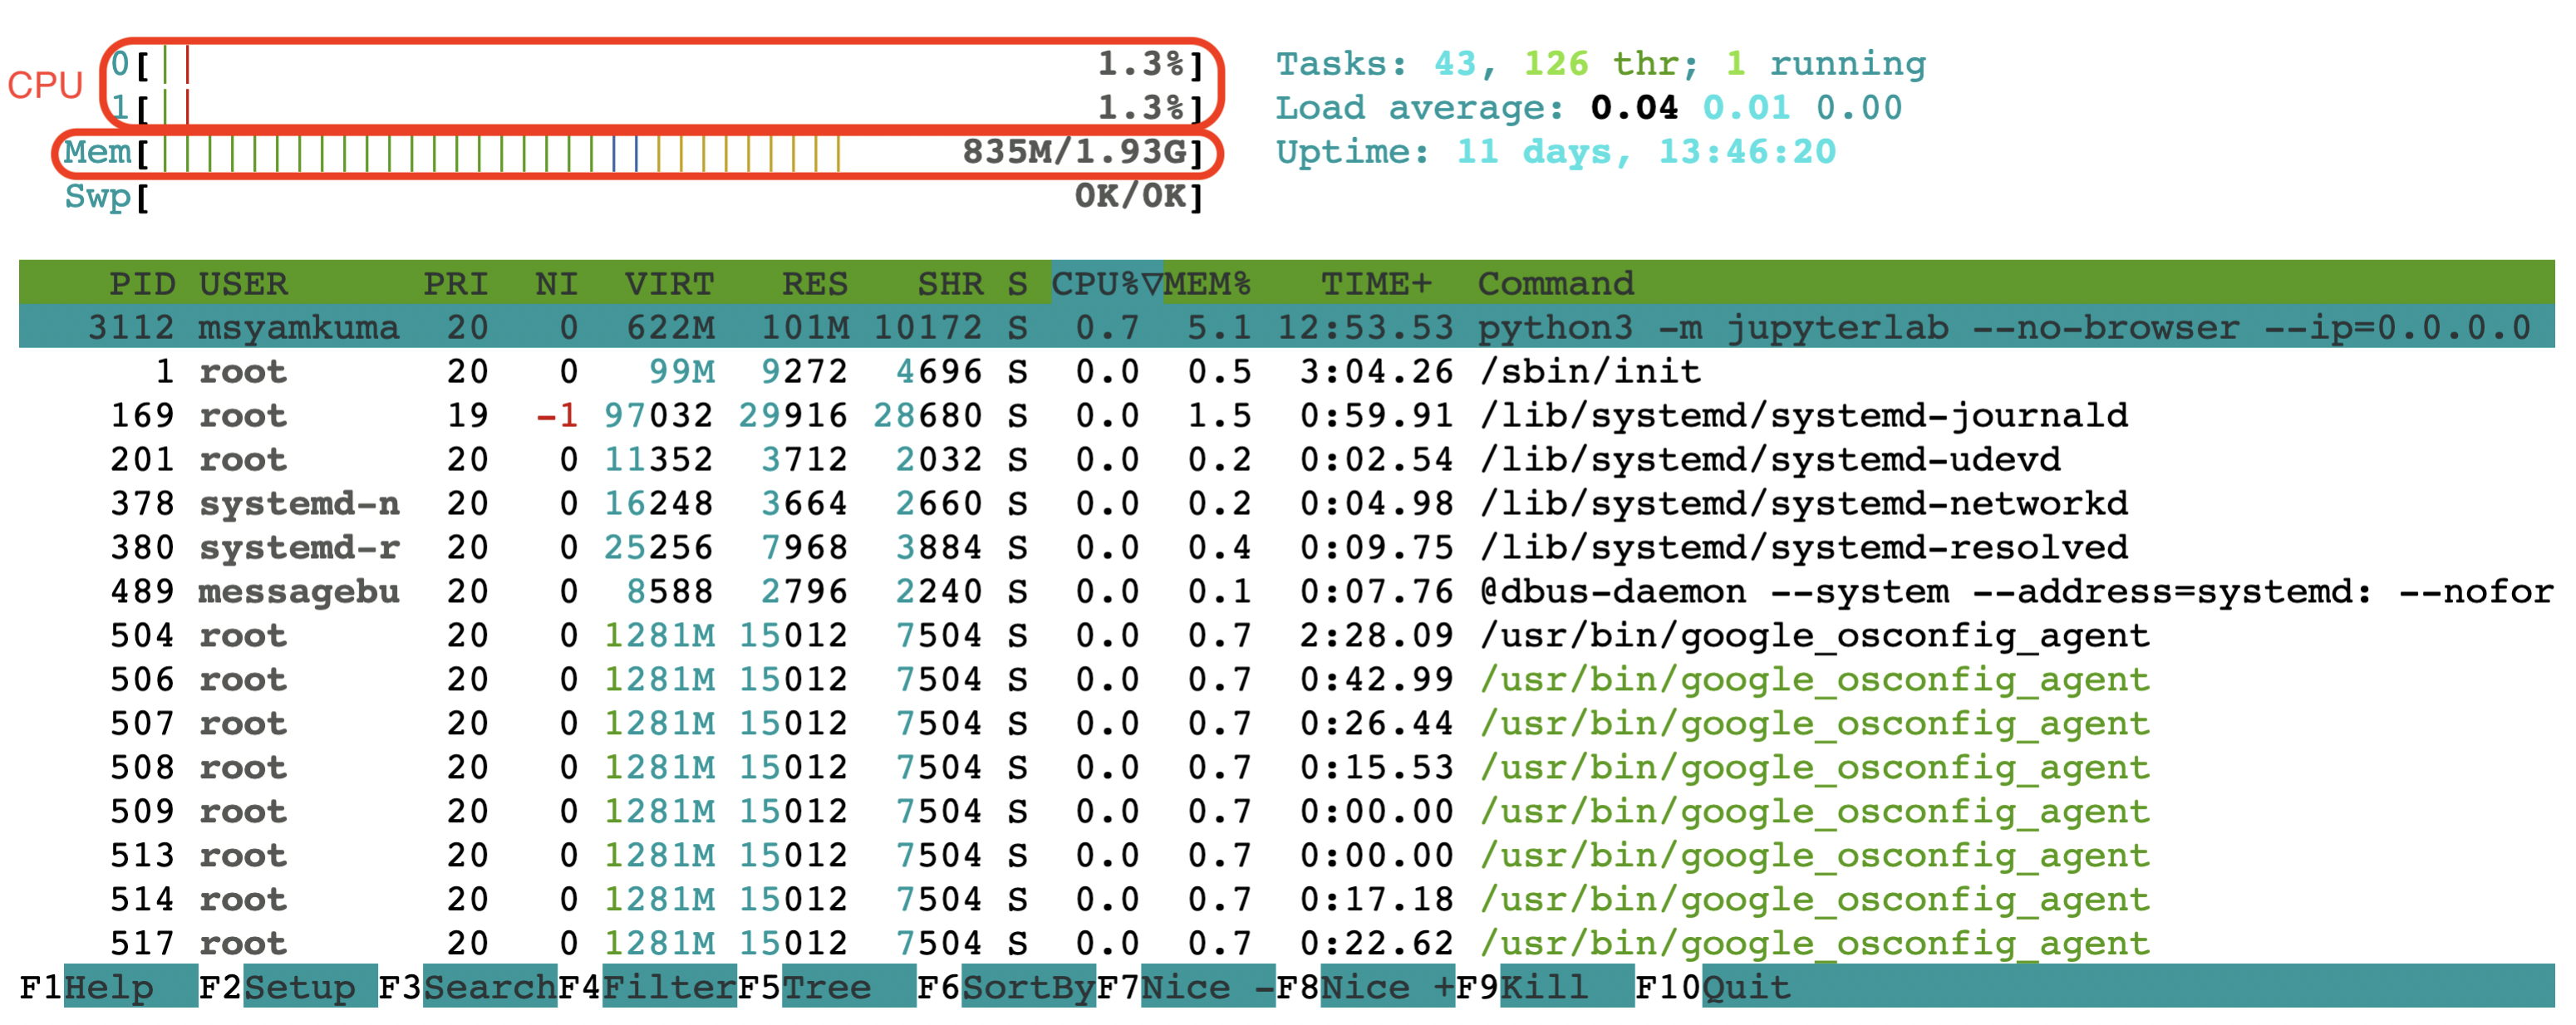 CPU
0[|| 1.3%]
1[|| 1.3%]
Mem[||||||||||||||||||||||||||||||| 835M/1.93G]
Swp[ 0K/0K]
Tasks: 43, 126 thr; 1 running
Load average: 0.04 0.01 0.00
Uptime: 11 days, 13:46:20
PID USER PRI NI VIRT RES SHR S CPU%▽MEM% TIME+ Command
3112 msyamkuma 20 0 622M 101M 10172 S 0.7 5.1 12:53.53 python3 -m jupyterlab --no-browser --ip=0.0.0.0
1 root 20 0 99M 9272 4696 S 0.0 0.5 3:04.26 /sbin/init
169 root 19 -1 97032 29916 28680 S 0.0 1.5 0:59.91 /lib/systemd/systemd-journald
201 root 20 0 11352 3712 2032 S 0.0 0.2 0:02.54 /lib/systemd/systemd-udevd
378 systemd-n 20 0 16248 3664 2660 S 0.0 0.2 0:04.98 /lib/systemd/systemd-networkd
380 systemd-r 20 0 25256 7968 3884 S 0.0 0.4 0:09.75 /lib/systemd/systemd-resolved
489 messagebu 20 0 8588 2796 2240 S 0.0 0.1 0:07.76 @dbus-daemon --system --address=systemd: --nofor
504 root 20 0 1281M 15012 7504 S 0.0 0.7 2:28.09 /usr/bin/google_osconfig_agent
506 root 20 0 1281M 15012 7504 S 0.0 0.7 0:42.99 /usr/bin/google_osconfig_agent
507 root 20 0 1281M 15012 7504 S 0.0 0.7 0:26.44 /usr/bin/google_osconfig_agent
508 root 20 0 1281M 15012 7504 S 0.0 0.7 0:15.53 /usr/bin/google_osconfig_agent
509 root 20 0 1281M 15012 7504 S 0.0 0.7 0:00.00 /usr/bin/google_osconfig_agent
513 root 20 0 1281M 15012 7504 S 0.0 0.7 0:00.00 /usr/bin/google_osconfig_agent
514 root 20 0 1281M 15012 7504 S 0.0 0.7 0:17.18 /usr/bin/google_osconfig_agent
517 root 20 0 1281M 15012 7504 S 0.0 0.7 0:22.62 /usr/bin/google_osconfig_agent
F1Help F2Setup F3SearchF4FilterF5Tree F6SortByF7Nice -F8Nice +F9Kill F10Quit